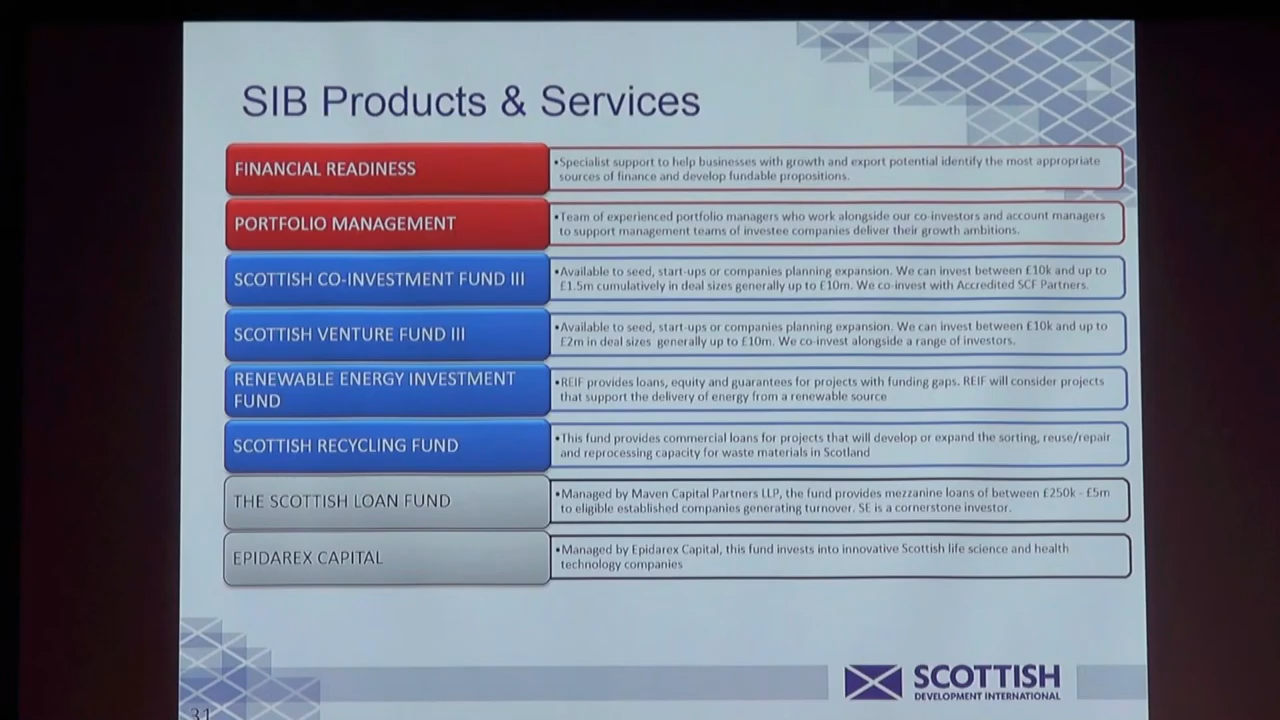 SIB Products & Services
FINANCIAL READINESS
•Specialist support to help businesses with growth and export potential identify the most appropriate
sources of finance and develop fundable propositions.
PORTFOLIO MANAGEMENT
•Team of experienced portfolio managers who work alongside our co-investors and account managers
to support management teams of investee companies deliver their growth ambitions.
SCOTTISH CO-INVESTMENT FUND III
•Available to seed, start-ups or companies planning expansion. We can invest between £10k and up to
£1.5m cumulatively in deal sizes generally up to £10m. We co-invest with Accredited SCF Partners.
SCOTTISH VENTURE FUND III
•Available to seed, start-ups or companies planning expansion. We can invest between £10k and up to
£2m in deal sizes generally up to £10m. We co-invest alongside a range of investors.
RENEWABLE ENERGY INVESTMENT
FUND
•REIF provides loans, equity and guarantees for projects with funding gaps. REIF will consider projects
that support the delivery of energy from a renewable source
SCOTTISH RECYCLING FUND
•This fund provides commercial loans for projects that will develop or expand the sorting, reuse/repair
and reprocessing capacity for waste materials in Scotland
THE SCOTTISH LOAN FUND
•Managed by Maven Capital Partners LLP, the fund provides mezzanine loans of between £250k - £5m
to eligible established companies generating turnover. SE is a cornerstone investor.
EPIDAREX CAPITAL
•Managed by Epidarex Capital, this fund invests into innovative Scottish life science and health
technology companies
SCOTTISH
DEVELOPMENT INTERNATIONAL
31